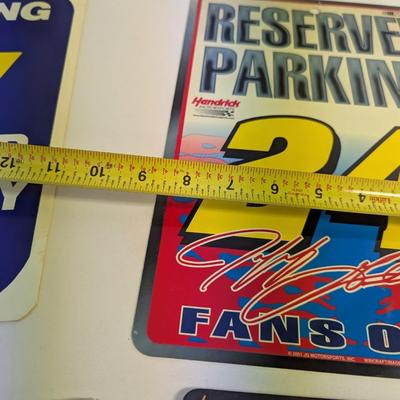 NG
Y
RESERVE
PARKIN
Hendrick
24
12 11 10 9 8 7 6 5 4
FANS O
© 2001 JG MOTORSPORTS, INC.